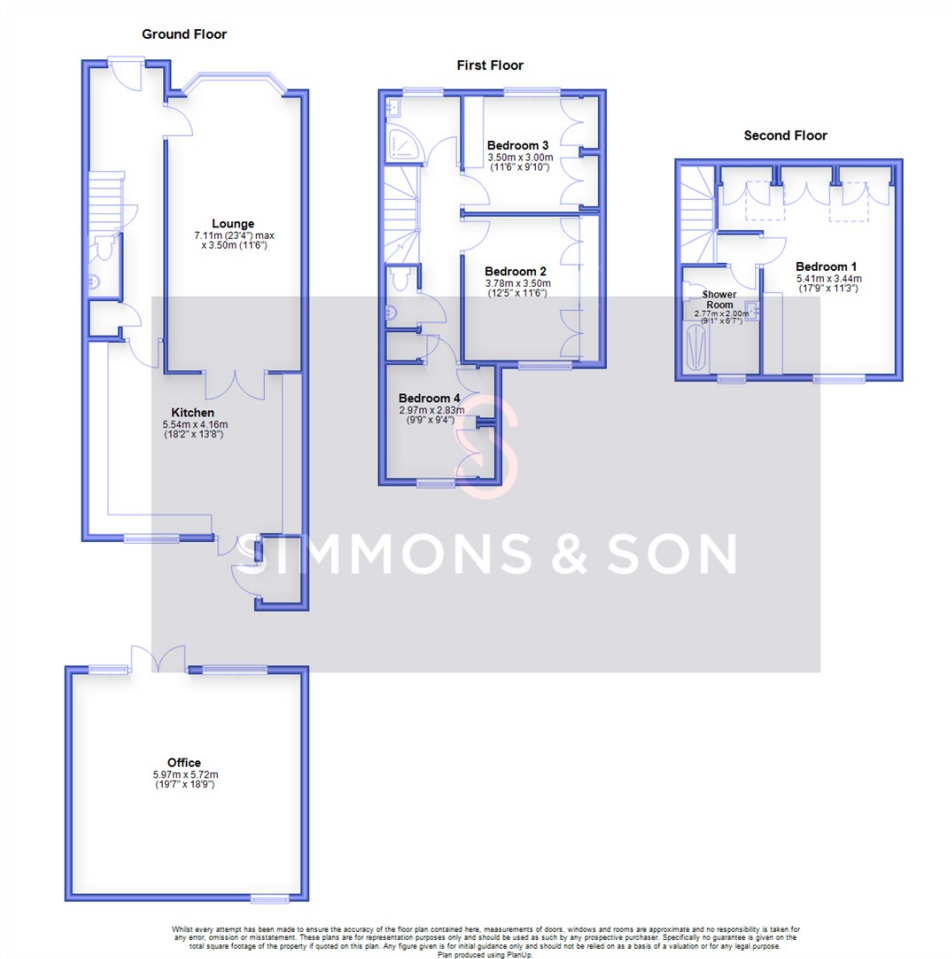 Ground Floor
First Floor
Second Floor
Bedroom 3
3.50m x 3.00m
(11'6" x 9'10")
Lounge
7.11m (23'4") max
x 3.50m (11'6")
Bedroom 2
3.78m x 3.50m
(12'5" x 11'6")
Bedroom 1
5.41m x 3.44m
(17'9" x 11'3")
Shower
Room
2.77m x 2.00m
(9'1" x 6'7")
Kitchen
5.54m x 4.16m
(18'2" x 13'8")
Bedroom 4
2.97m x 2.83m
(9'9" x 9'4")
SIMMONS & SON
Office
5.97m x 5.72m
(19'7" x 18'9")
Whilst every attempt has been made to ensure the accuracy of the floor plan contained here, measurements of doors, windows and rooms are approximate and no responsibility is taken for
any error, omission or misstatement. These plans are for representation purposes only and should be used as such by any prospective purchaser. Specifically no guarantee is given on the
total square footage of the property if quoted on this plan. Any figure given is for initial guidance only and should not be relied on as a basis of a valuation or for any legal purpose.
Plan produced using PlanUp.